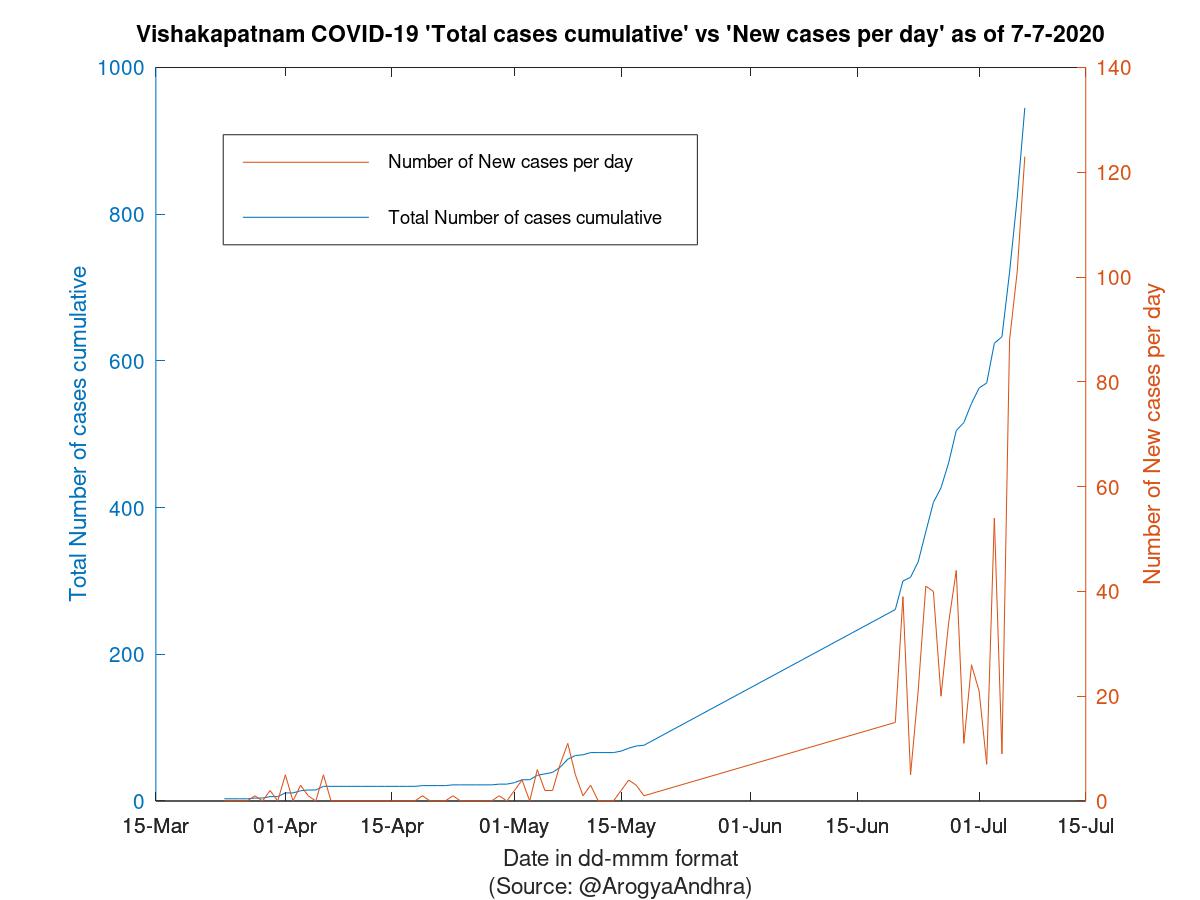 Vishakapatnam COVID-19 'Total cases cumulative' vs 'New cases per day' as of 7-7-2020
1000
800
600
400
200
0
Total Number of cases cumulative
Number of New cases per day
Total Number of cases cumulative
140
120
100
80
60
40
20
0
Number of New cases per day
15-Mar 01-Apr 15-Apr 01-May 15-May 01-Jun 15-Jun 01-Jul 15-Jul
Date in dd-mmm format
(Source: @ArogyaAndhra)